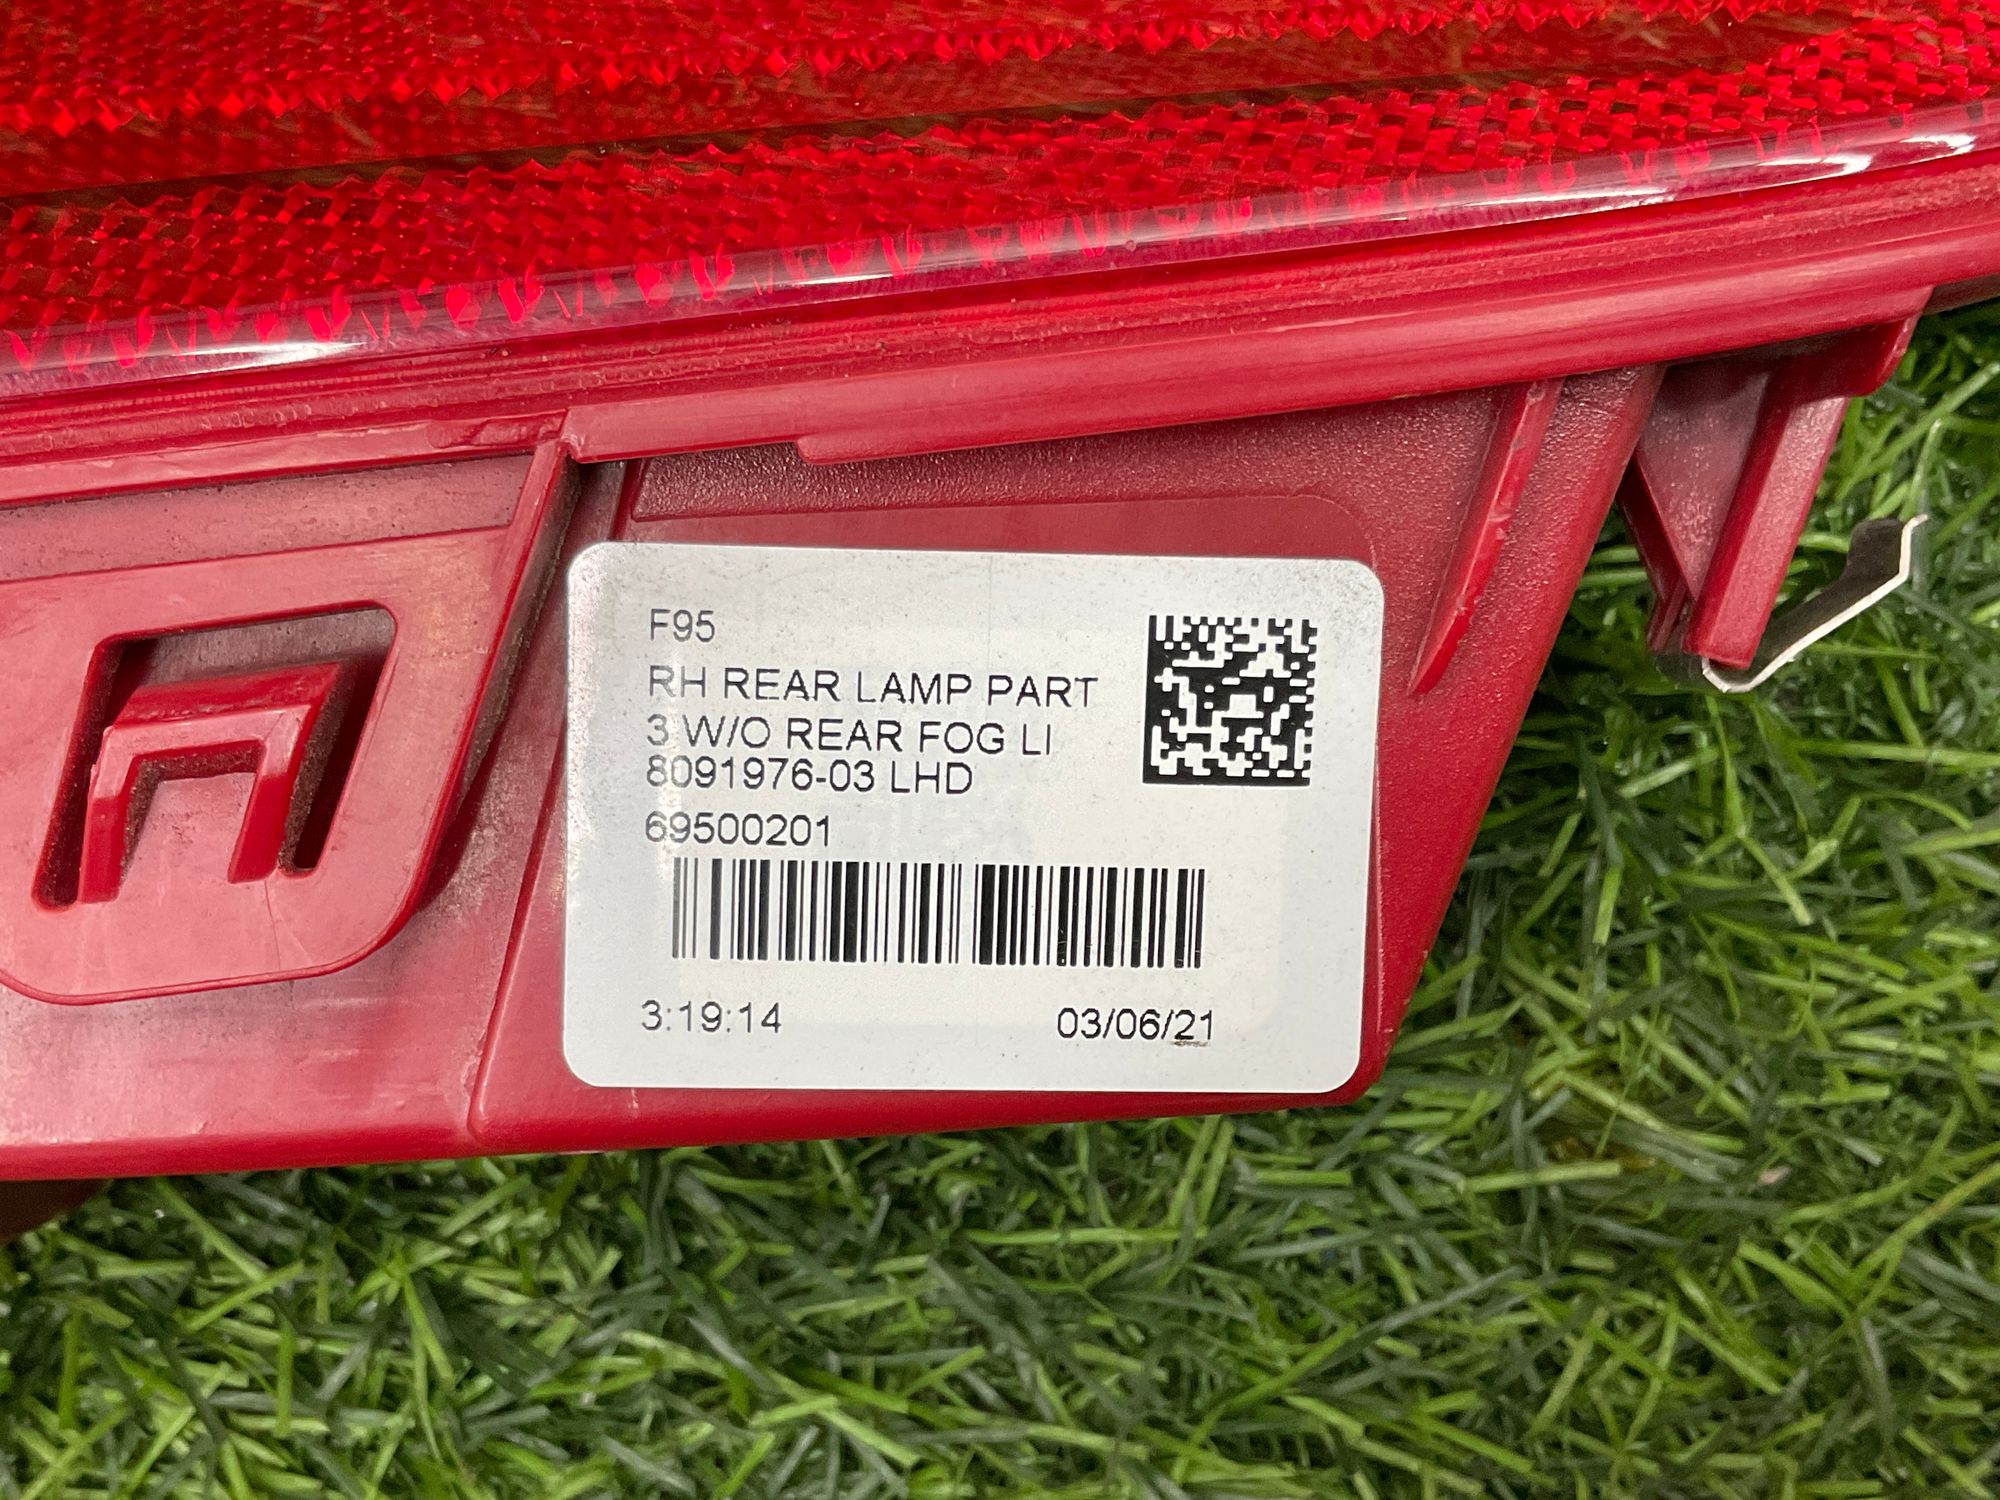 F95
RH REAR LAMP PART
3 W/O REAR FOG LI
8091976-03 LHD
69500201
3:19:14
03/06/21